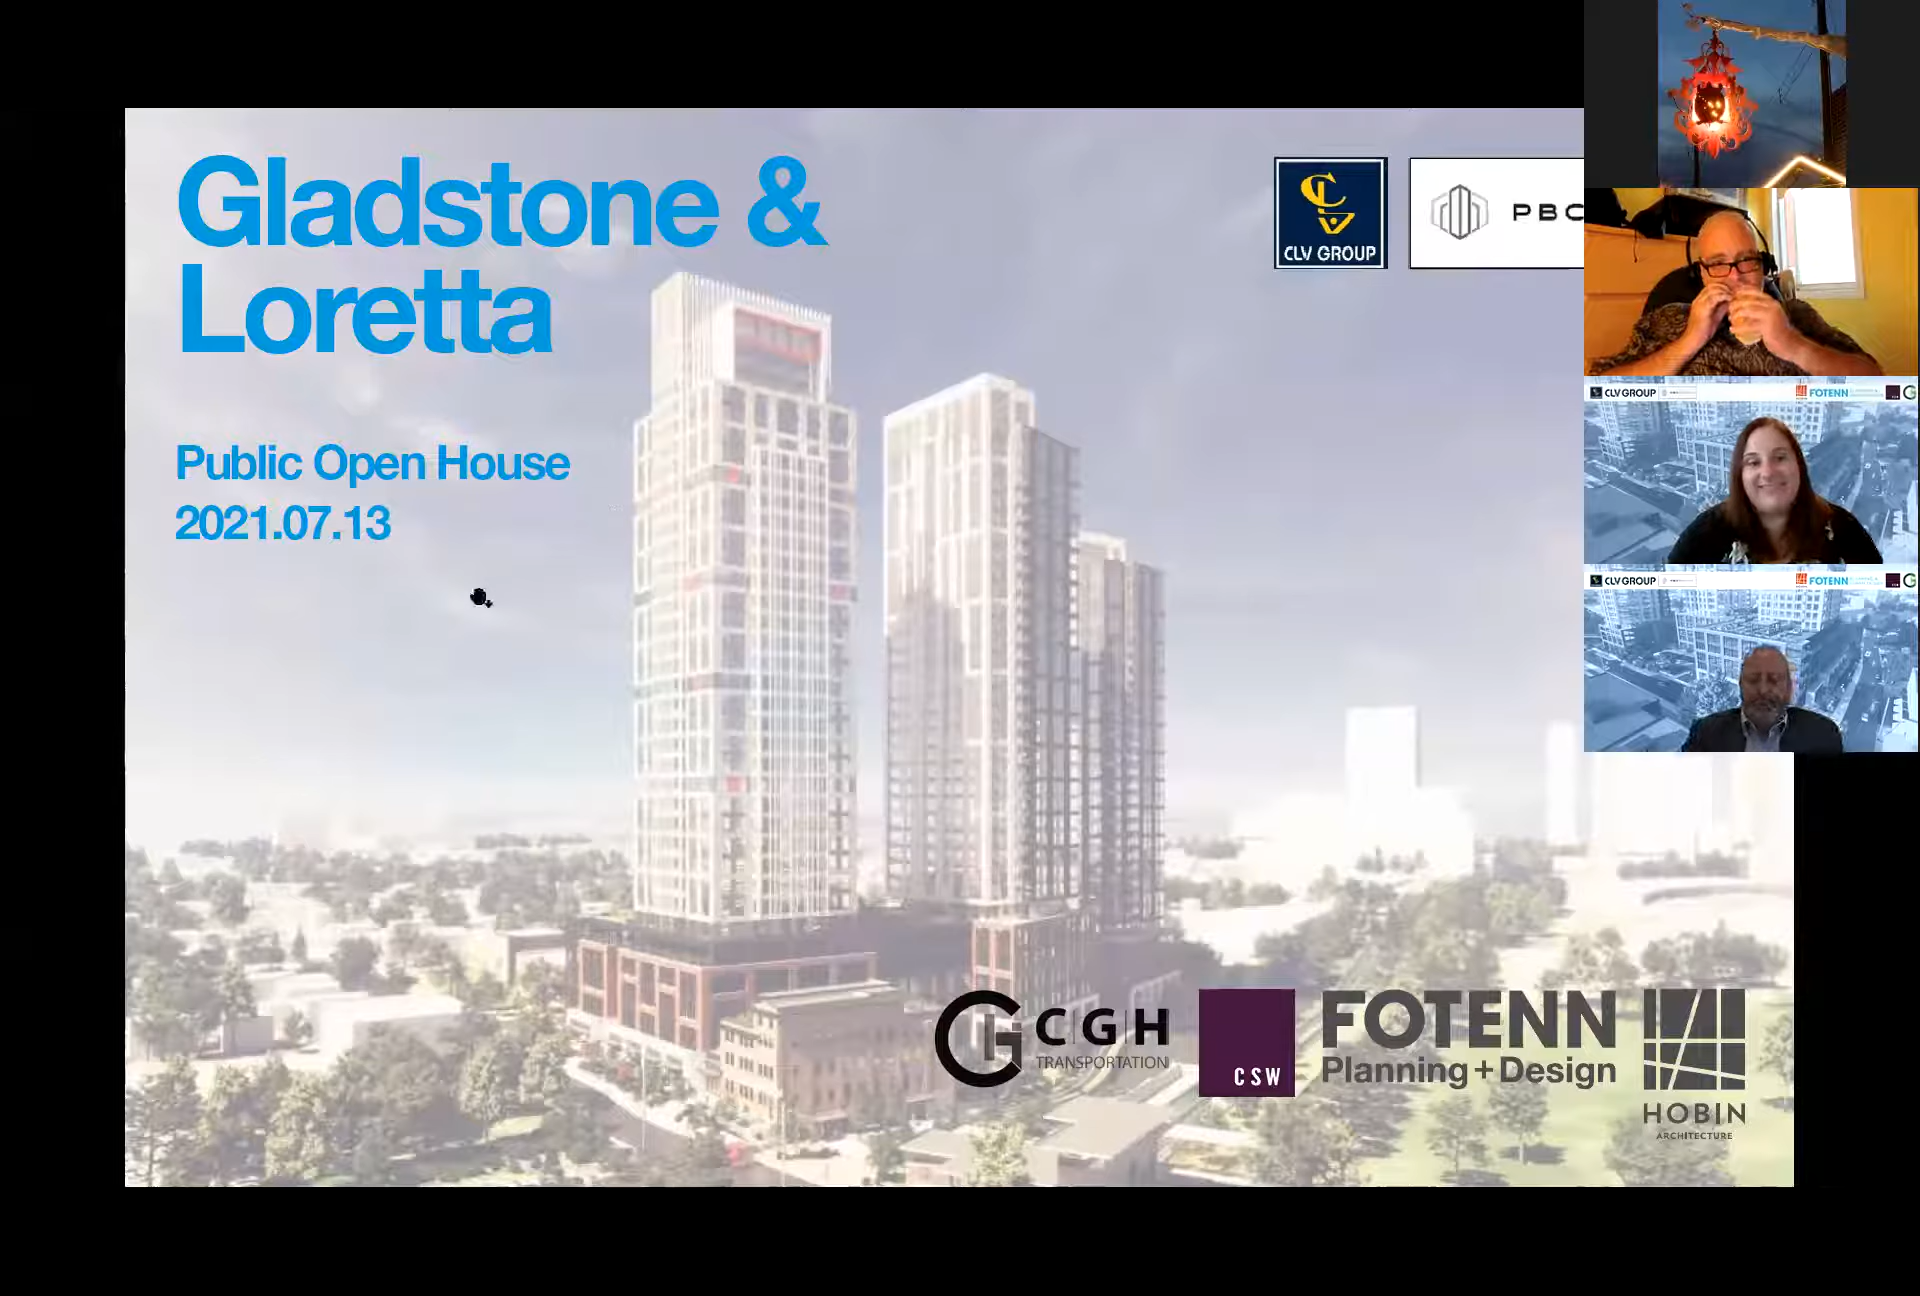 Gladstone &
Loretta
Public Open House
2021.07.13
CLV GROUP
PBC
CLV GROUP
FOTENN
CLV GROUP
FOTENN
C|G|H
TRANSPORTATION
CSW
FOTENN
Planning+Design
HOBIN
ARCHITECTURE